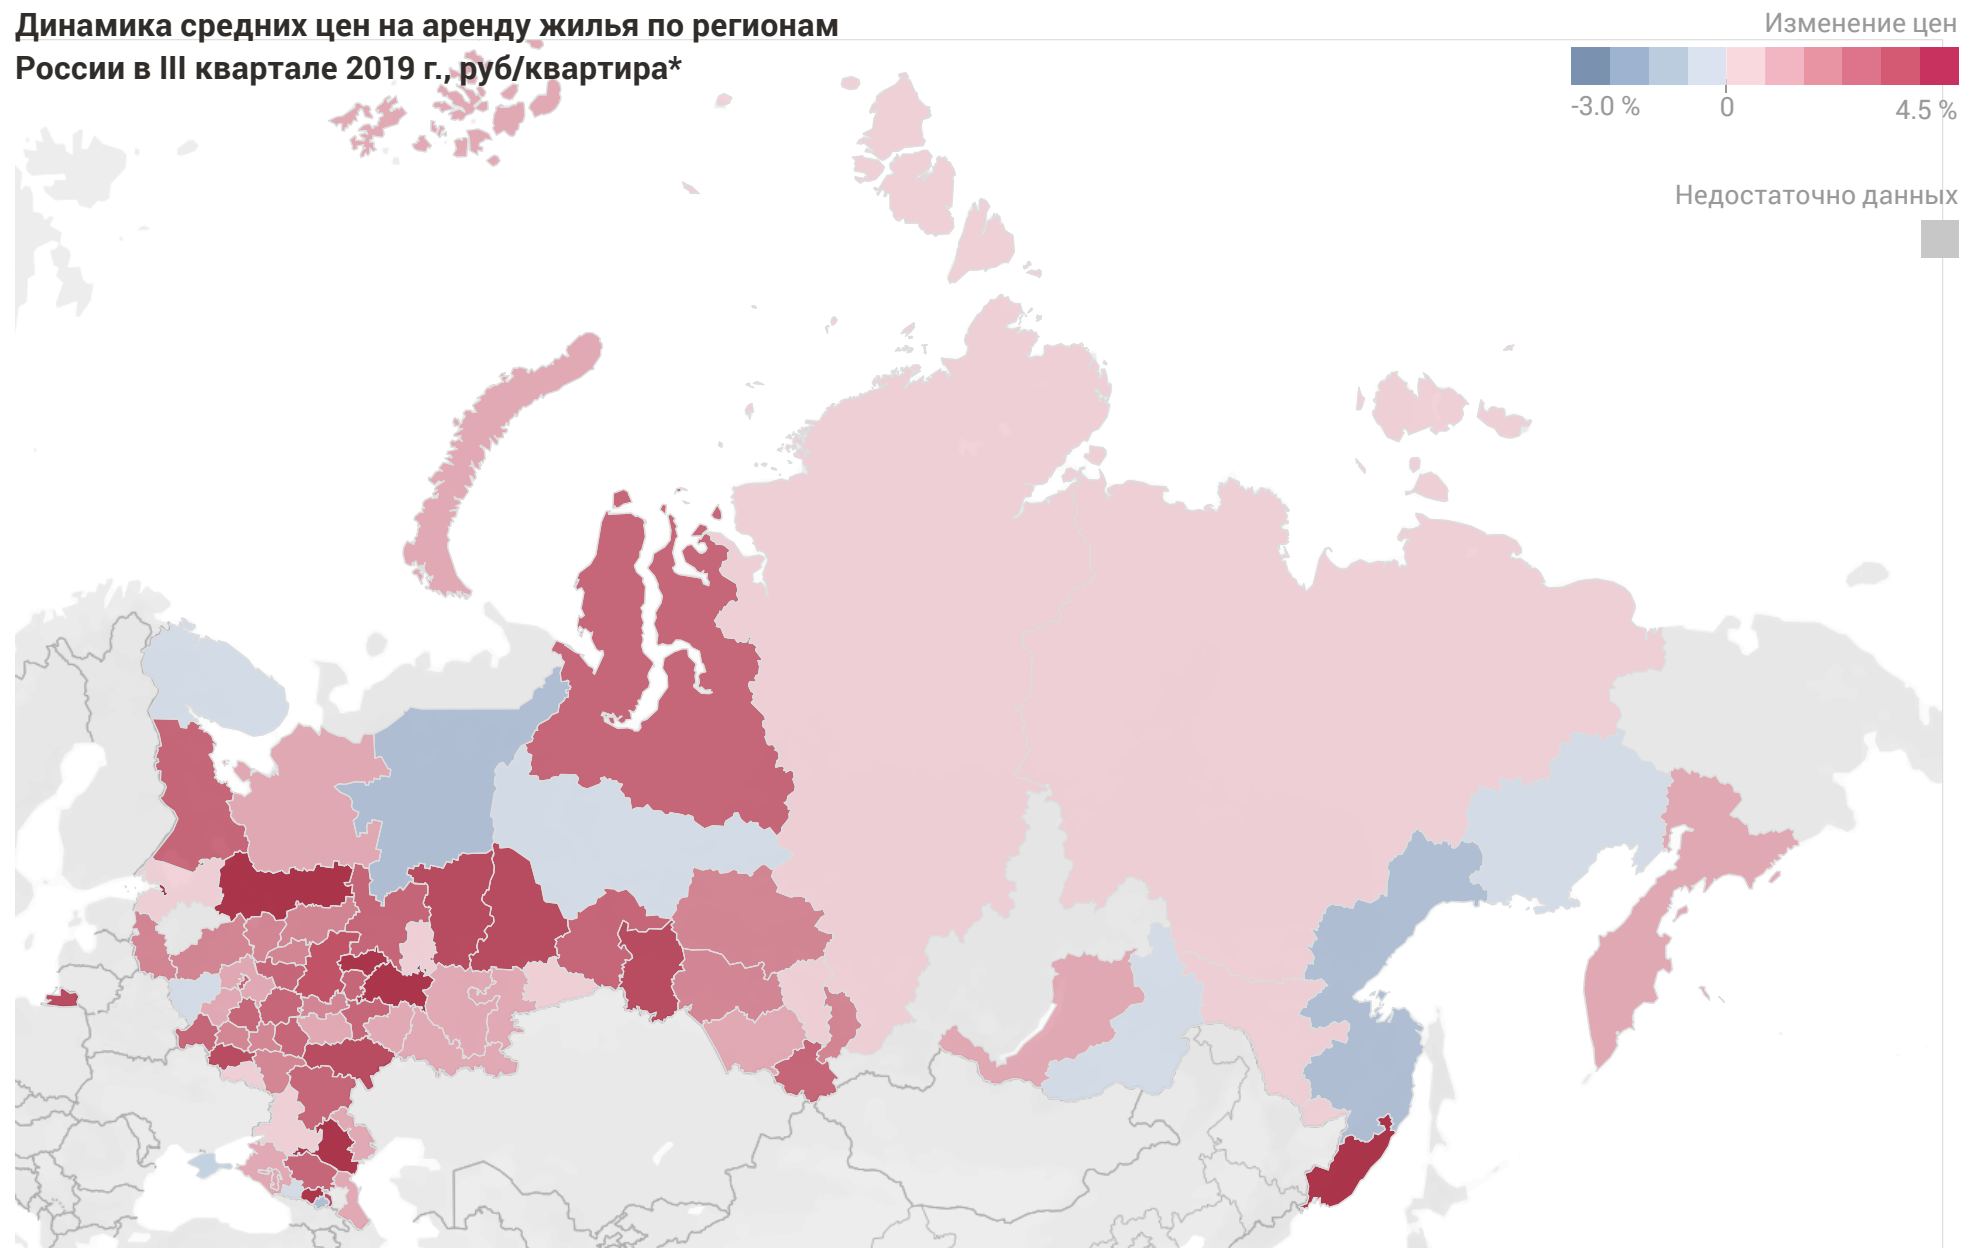 Динамика средних цен на аренду жилья по регионам
России в III квартале 2019 г., руб/квартира*
Изменение цен
-3.0 % 0 4.5 %
Недостаточно данных